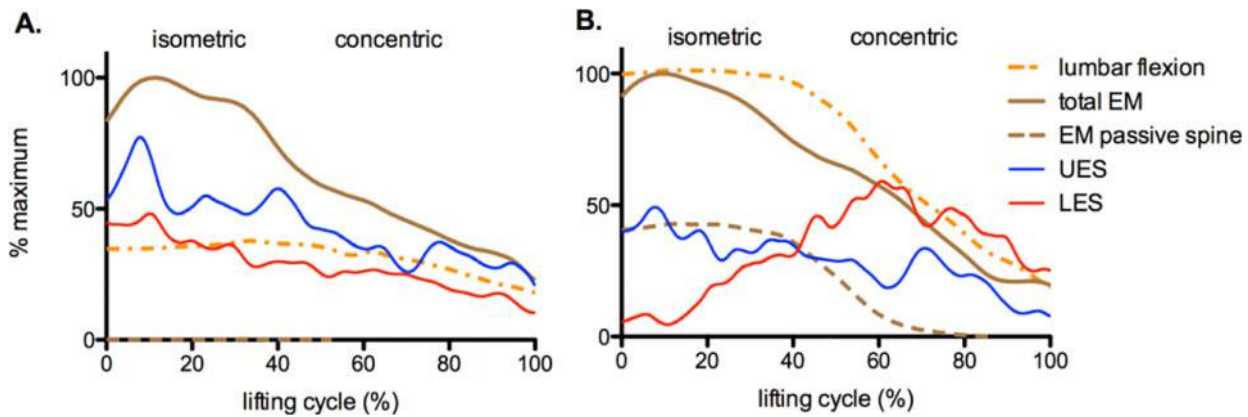 A.
isometric concentric
% maximum
100
50
0
0 20 40 60 80 100
lifting cycle (%)
B.
isometric concentric
100
50
0
0 20 40 60 80 100
lifting cycle (%)
lumbar flexion
total EM
EM passive spine
UES
LES